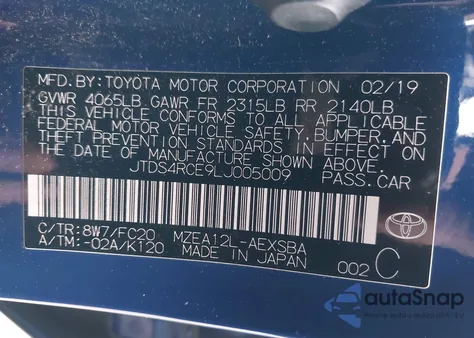 MFD.BY:TOYOTA MOTOR CORPORATION 02/19
GVWR 4065LB GAWR FR 2315LB RR 2140LB
THIS VEHICLE CONFORMS TO ALL APPLICABLE
FEDERAL MOTOR VEHICLE SAFETY,BUMPER,AND
THEFT PREVENTION STANDARDS IN EFFECT ON
THE DATE OF MANUFACTURE SHOWN ABOVE.
JTDS4RCE9LJ005009 PASS.CAR
C/TR:8W7/FC20 MZEA12L-AEXSBA
A/TM:-02A/K120 MADE IN JAPAN 002 C
TOYOTA
autoSnap